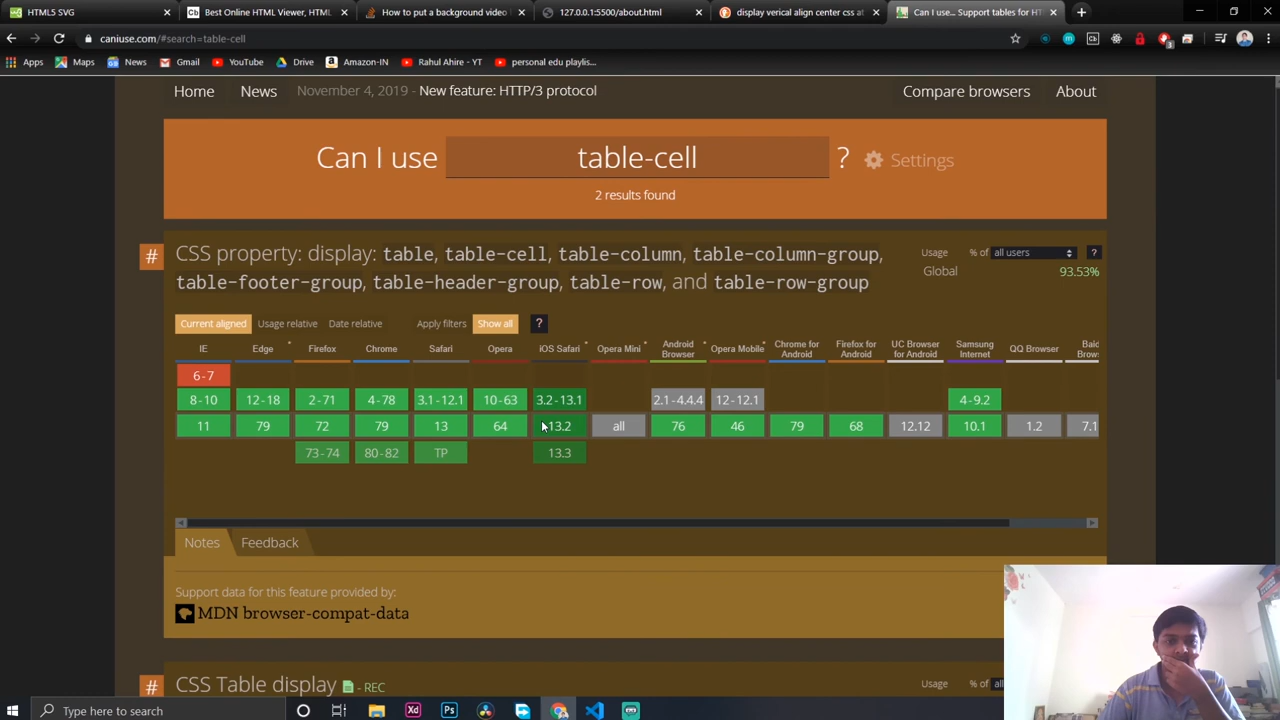 HTML5 SVG
Best Online HTML Viewer, HTML
How to put a background video
127.0.0.1:5500/about.html
display verical align center css at
Can I use... Support tables for HT
caniuse.com/#search=table-cell
Apps
Maps
News
Gmail
YouTube
Drive
Amazon-IN
Rahul Ahire - YT
personal edu playlis...
Home
News
November 4, 2019 - New feature: HTTP/3 protocol
Compare browsers
About
Can I use
table-cell
?
Settings
2 results found
#
CSS property: display: table, table-cell, table-column, table-column-group,
table-footer-group, table-header-group, table-row, and table-row-group
Usage
% of
all users
?
Global
93.53%
Current aligned
Usage relative
Date relative
Apply filters
Show all
?
IE
Edge
Firefox
Chrome
Safari
Opera
iOS Safari
Opera Mini
Android Browser
Opera Mobile
Chrome for Android
Firefox for Android
UC Browser for Android
Samsung Internet
QQ Browser
Baid
Brow
6-7
8-10
12-18
2-71
4-78
3.1-12.1
10-63
3.2-13.1
2.1-4.4.4
12-12.1
4-9.2
11
79
72
79
13
64
13.2
all
76
46
79
68
12.12
10.1
1.2
7.1
73-74
80-82
TP
13.3
Notes
Feedback
Support data for this feature provided by:
MDN browser-compat-data
#
CSS Table display
- REC
Usage
% of
all
Type here to search
Xd
Ps